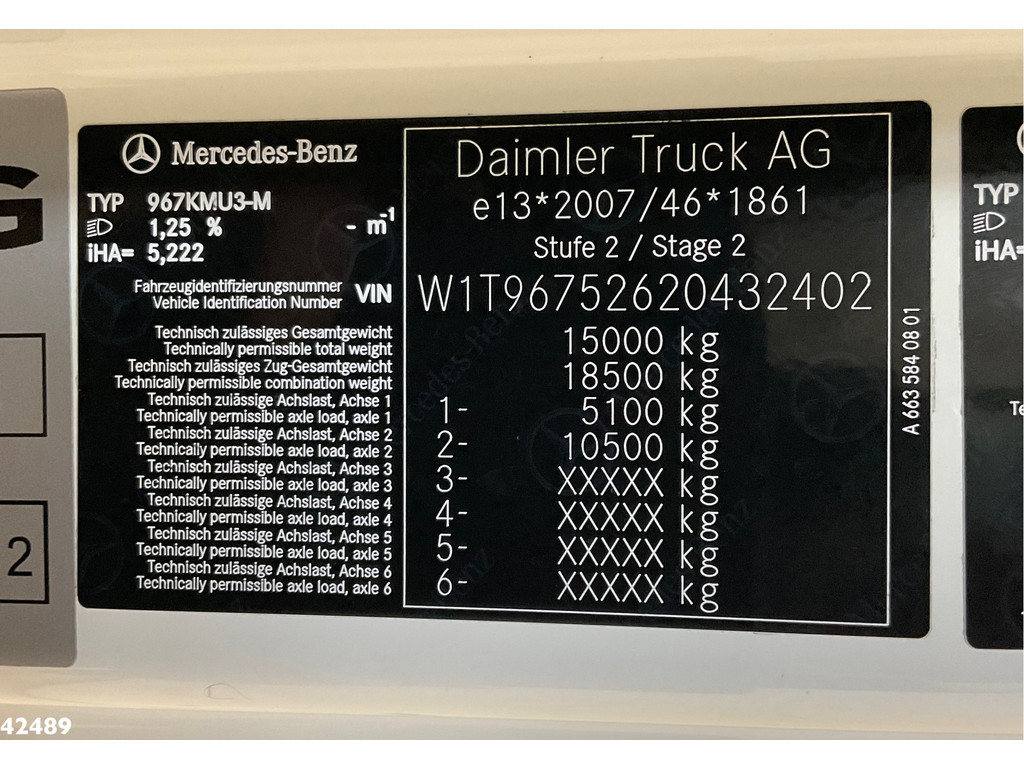 Mercedes-Benz
TYP 967KMU3-M
1,25 % - m-1
iHA= 5,222
Fahrzeugidentifizierungsnummer
Vehicle Identification Number VIN
Technisch zulässiges Gesamtgewicht
Technically permissible total weight
Technisch zulässiges Zug-Gesamtgewicht
Technically permissible combination weight
Technisch zulässige Achslast, Achse 1
Technically permissible axle load, axle 1
Technisch zulässige Achslast, Achse 2
Technically permissible axle load, axle 2
Technisch zulässige Achslast, Achse 3
Technically permissible axle load, axle 3
Technisch zulässige Achslast, Achse 4
Technically permissible axle load, axle 4
Technisch zulässige Achslast, Achse 5
Technically permissible axle load, axle 5
Technisch zulässige Achslast, Achse 6
Technically permissible axle load, axle 6
Daimler Truck AG
e13*2007/46*1861
Stufe 2 / Stage 2
W1T96752620432402
15000 kg
18500 kg
1- 5100 kg
2- 10500 kg
3- XXXXX kg
4- XXXXX kg
5- XXXXX kg
6- XXXXX kg
A 663 584 08 01
TYP
iHA=
G
2
42489